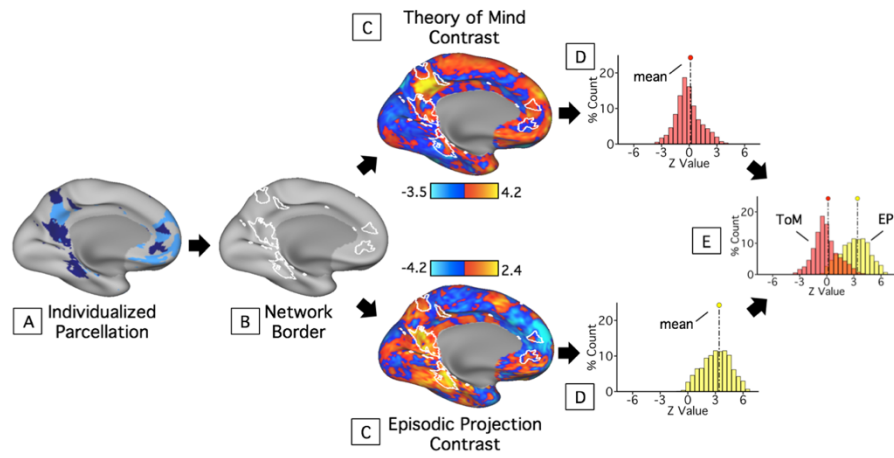 C
Theory of Mind
Contrast
-3.5
4.2
D
mean
% Count
20
10
0
-6
-3
0
3
6
Z Value
A
Individualized
Parcellation
B
Network
Border
E
ToM
EP
% Count
20
10
0
-6
-3
0
3
6
Z Value
-4.2
2.4
C
Episodic Projection
Contrast
D
mean
% Count
20
10
0
-6
-3
0
3
6
Z Value